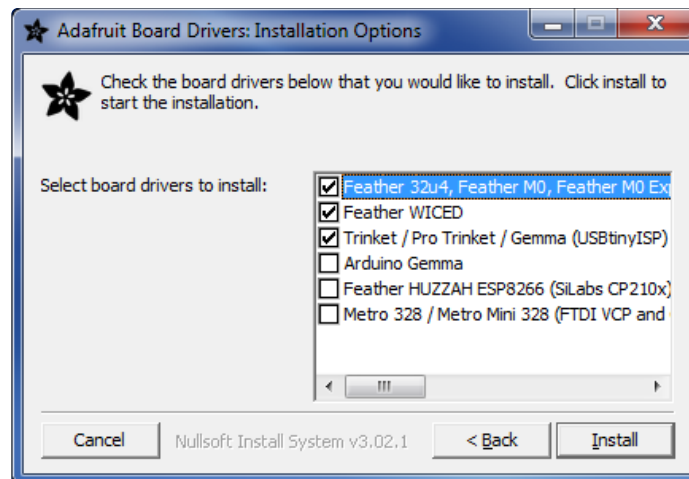 Adafruit Board Drivers: Installation Options
Check the board drivers below that you would like to install. Click install to
start the installation.
Select board drivers to install:
Feather 32u4, Feather M0, Feather M0
Feather WICED
Trinket / Pro Trinket / Gemma (USBtinyISP)
Arduino Gemma
Feather HUZZAH ESP8266 (SiLabs CP210x)
Metro 328 / Metro Mini 328 (FTDI VCP and
Cancel
Nullsoft Install System v3.02.1
< Back
Install